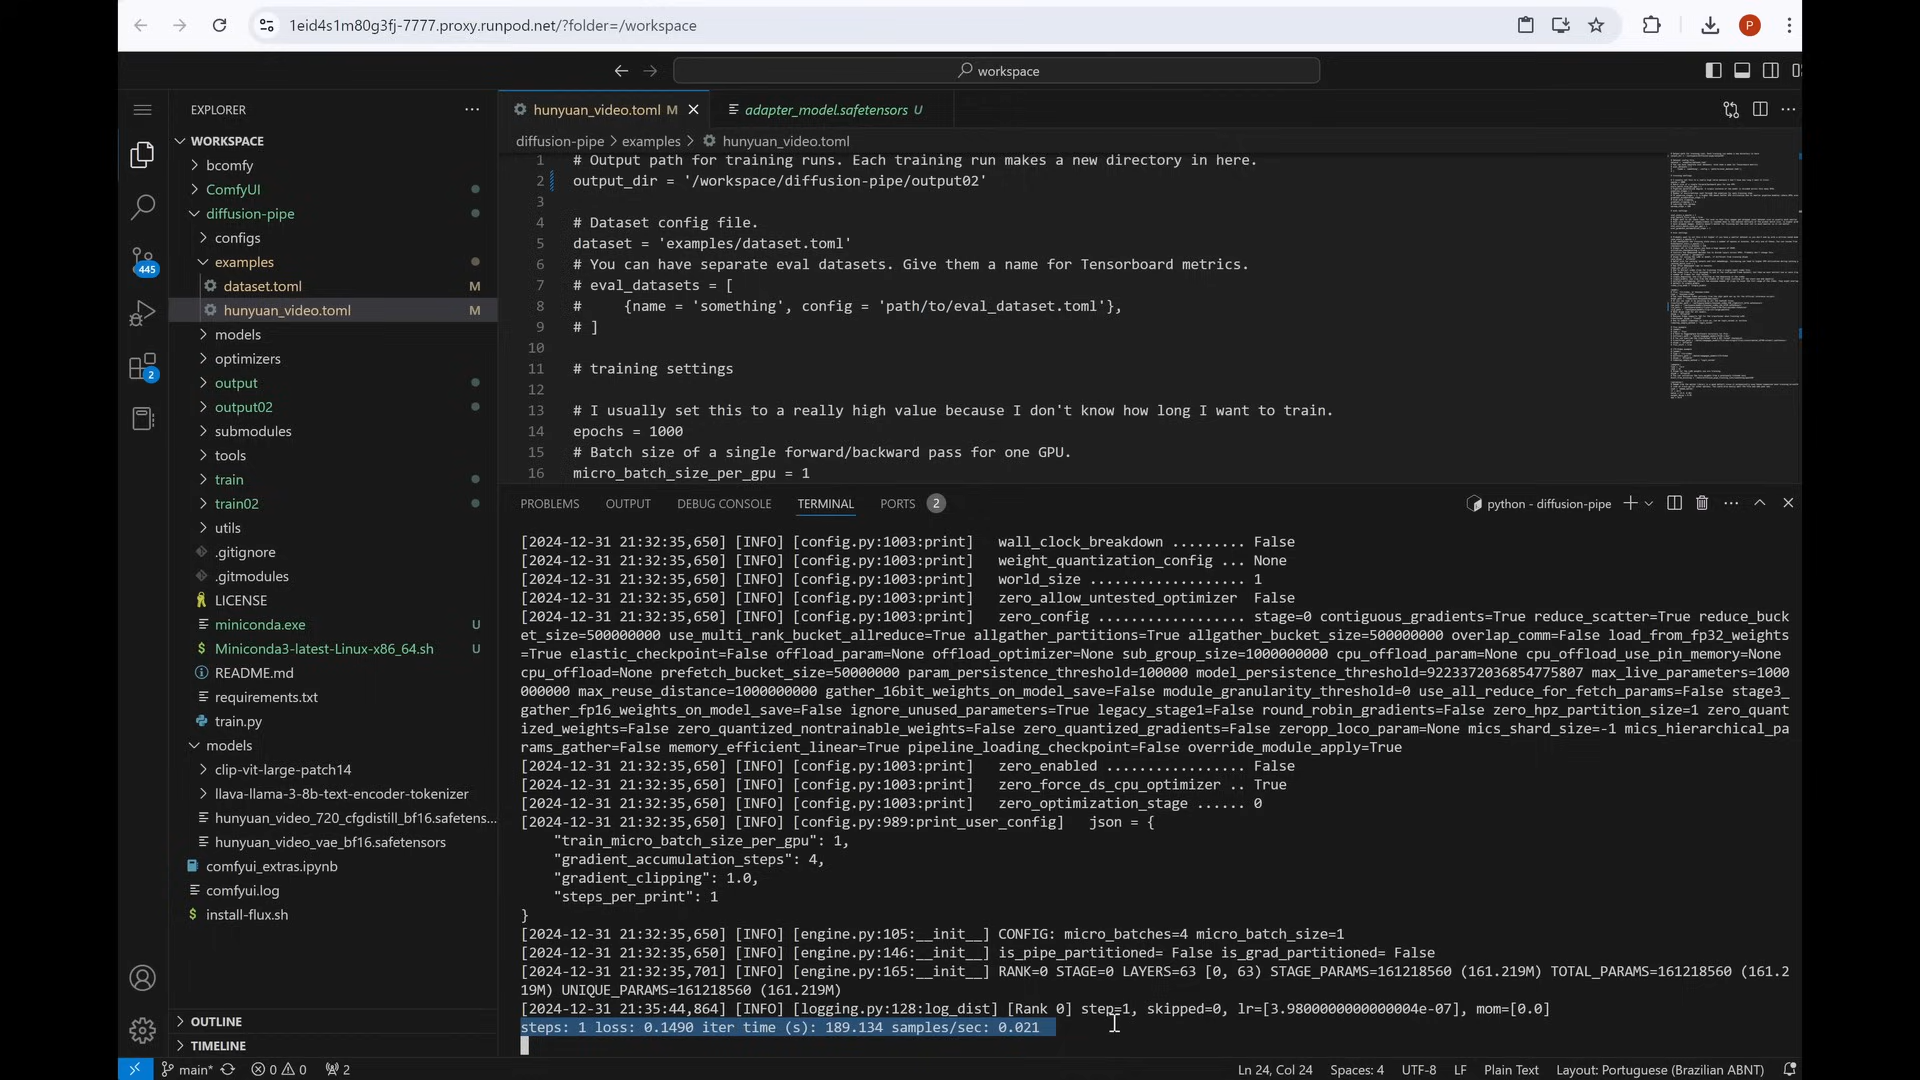 1eid4s1m80g3fj-7777.proxy.runpod.net/?folder=/workspace
P
workspace
EXPLORER
WORKSPACE
bcomfy
ComfyUI
diffusion-pipe
configs
examples
dataset.toml M
hunyuan_video.toml M
models
optimizers
output
output02
submodules
tools
train
train02
utils
.gitignore
.gitmodules
LICENSE
miniconda.exe U
Miniconda3-latest-Linux-x86_64.sh U
README.md
requirements.txt
train.py
models
clip-vit-large-patch14
llava-llama-3-8b-text-encoder-tokenizer
hunyuan_video_720_cfgdistill_bf16.safetens...
hunyuan_video_vae_bf16.safetensors
comfyui_extras.ipynb
comfyui.log
install-flux.sh
OUTLINE
TIMELINE
445
2
hunyuan_video.toml M
adapter_model.safetensors U
diffusion-pipe > examples > hunyuan_video.toml
1 # Output path for training runs. Each training run makes a new directory in here.
2 output_dir = '/workspace/diffusion-pipe/output02'
3
4 # Dataset config file.
5 dataset = 'examples/dataset.toml'
6 # You can have separate eval datasets. Give them a name for Tensorboard metrics.
7 # eval_datasets = [
8 #     {name = 'something', config = 'path/to/eval_dataset.toml'},
9 # ]
10
11 # training settings
12
13 # I usually set this to a really high value because I don't know how long I want to train.
14 epochs = 1000
15 # Batch size of a single forward/backward pass for one GPU.
16 micro_batch_size_per_gpu = 1
PROBLEMS OUTPUT DEBUG CONSOLE TERMINAL PORTS 2
python - diffusion-pipe
[2024-12-31 21:32:35,650] [INFO] [config.py:1003:print]   wall_clock_breakdown ......... False
[2024-12-31 21:32:35,650] [INFO] [config.py:1003:print]   weight_quantization_config ... None
[2024-12-31 21:32:35,650] [INFO] [config.py:1003:print]   world_size ................... 1
[2024-12-31 21:32:35,650] [INFO] [config.py:1003:print]   zero_allow_untested_optimizer  False
[2024-12-31 21:32:35,650] [INFO] [config.py:1003:print]   zero_config .................. stage=0 contiguous_gradients=True reduce_scatter=True reduce_buck
et_size=500000000 use_multi_rank_bucket_allreduce=True allgather_partitions=True allgather_bucket_size=500000000 overlap_comm=False load_from_fp32_weights
=True elastic_checkpoint=False offload_param=None offload_optimizer=None sub_group_size=1000000000 cpu_offload_param=None cpu_offload_use_pin_memory=None
cpu_offload=None prefetch_bucket_size=50000000 param_persistence_threshold=100000 model_persistence_threshold=9223372036854775807 max_live_parameters=1000
000000 max_reuse_distance=1000000000 gather_16bit_weights_on_model_save=False module_granularity_threshold=0 use_all_reduce_for_fetch_params=False stage3_
gather_fp16_weights_on_model_save=False ignore_unused_parameters=True legacy_stage1=False round_robin_gradients=False zero_hpz_partition_size=1 zero_quant
ized_weights=False zero_quantized_nontrainable_weights=False zero_quantized_gradients=False zeropp_loco_param=None mics_shard_size=-1 mics_hierarchical_pa
rams_gather=False memory_efficient_linear=True pipeline_loading_checkpoint=False override_module_apply=True
[2024-12-31 21:32:35,650] [INFO] [config.py:1003:print]   zero_enabled ................. False
[2024-12-31 21:32:35,650] [INFO] [config.py:1003:print]   zero_force_ds_cpu_optimizer .. True
[2024-12-31 21:32:35,650] [INFO] [config.py:1003:print]   zero_optimization_stage ...... 0
[2024-12-31 21:32:35,650] [INFO] [config.py:989:print_user_config]   json = {
"train_micro_batch_size_per_gpu": 1,
"gradient_accumulation_steps": 4,
"gradient_clipping": 1.0,
"steps_per_print": 1
}
[2024-12-31 21:32:35,650] [INFO] [engine.py:105:__init__] CONFIG: micro_batches=4 micro_batch_size=1
[2024-12-31 21:32:35,650] [INFO] [engine.py:146:__init__] is_pipe_partitioned= False is_grad_partitioned= False
[2024-12-31 21:32:35,701] [INFO] [engine.py:165:__init__] RANK=0 STAGE=0 LAYERS=63 [0, 63) STAGE_PARAMS=161218560 (161.219M) TOTAL_PARAMS=161218560 (161.2
19M) UNIQUE_PARAMS=161218560 (161.219M)
[2024-12-31 21:35:44,864] [INFO] [logging.py:128:log_dist] [Rank 0] step=1, skipped=0, lr=[3.9800000000000004e-07], mom=[0.0]
steps: 1 loss: 0.1490 iter time (s): 189.134 samples/sec: 0.021
main* 0 0 2
Ln 24, Col 24 Spaces: 4 UTF-8 LF Plain Text Layout: Portuguese (Brazilian ABNT)